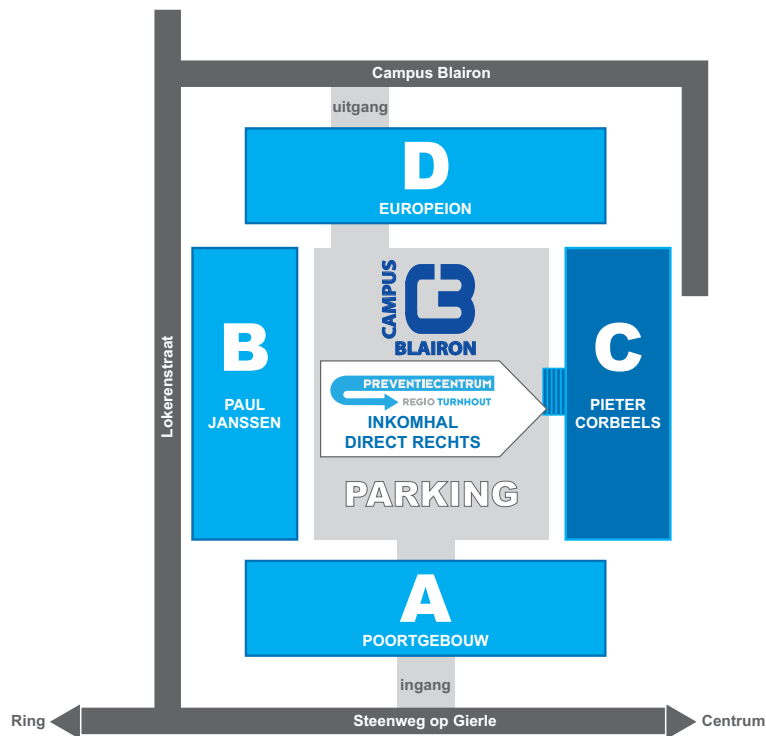 Campus Blairon
uitgang
D
EUROPEION
CAMPUS
BLAIRON
Lokerenstraat
B
PAUL
JANSSEN
PREVENTIECENTRUM
REGIO TURNHOUT
INKOMHAL
DIRECT RECHTS
C
PIETER
CORBEELS
PARKING
A
POORTGEBOUW
ingang
Ring
Steenweg op Gierle
Centrum